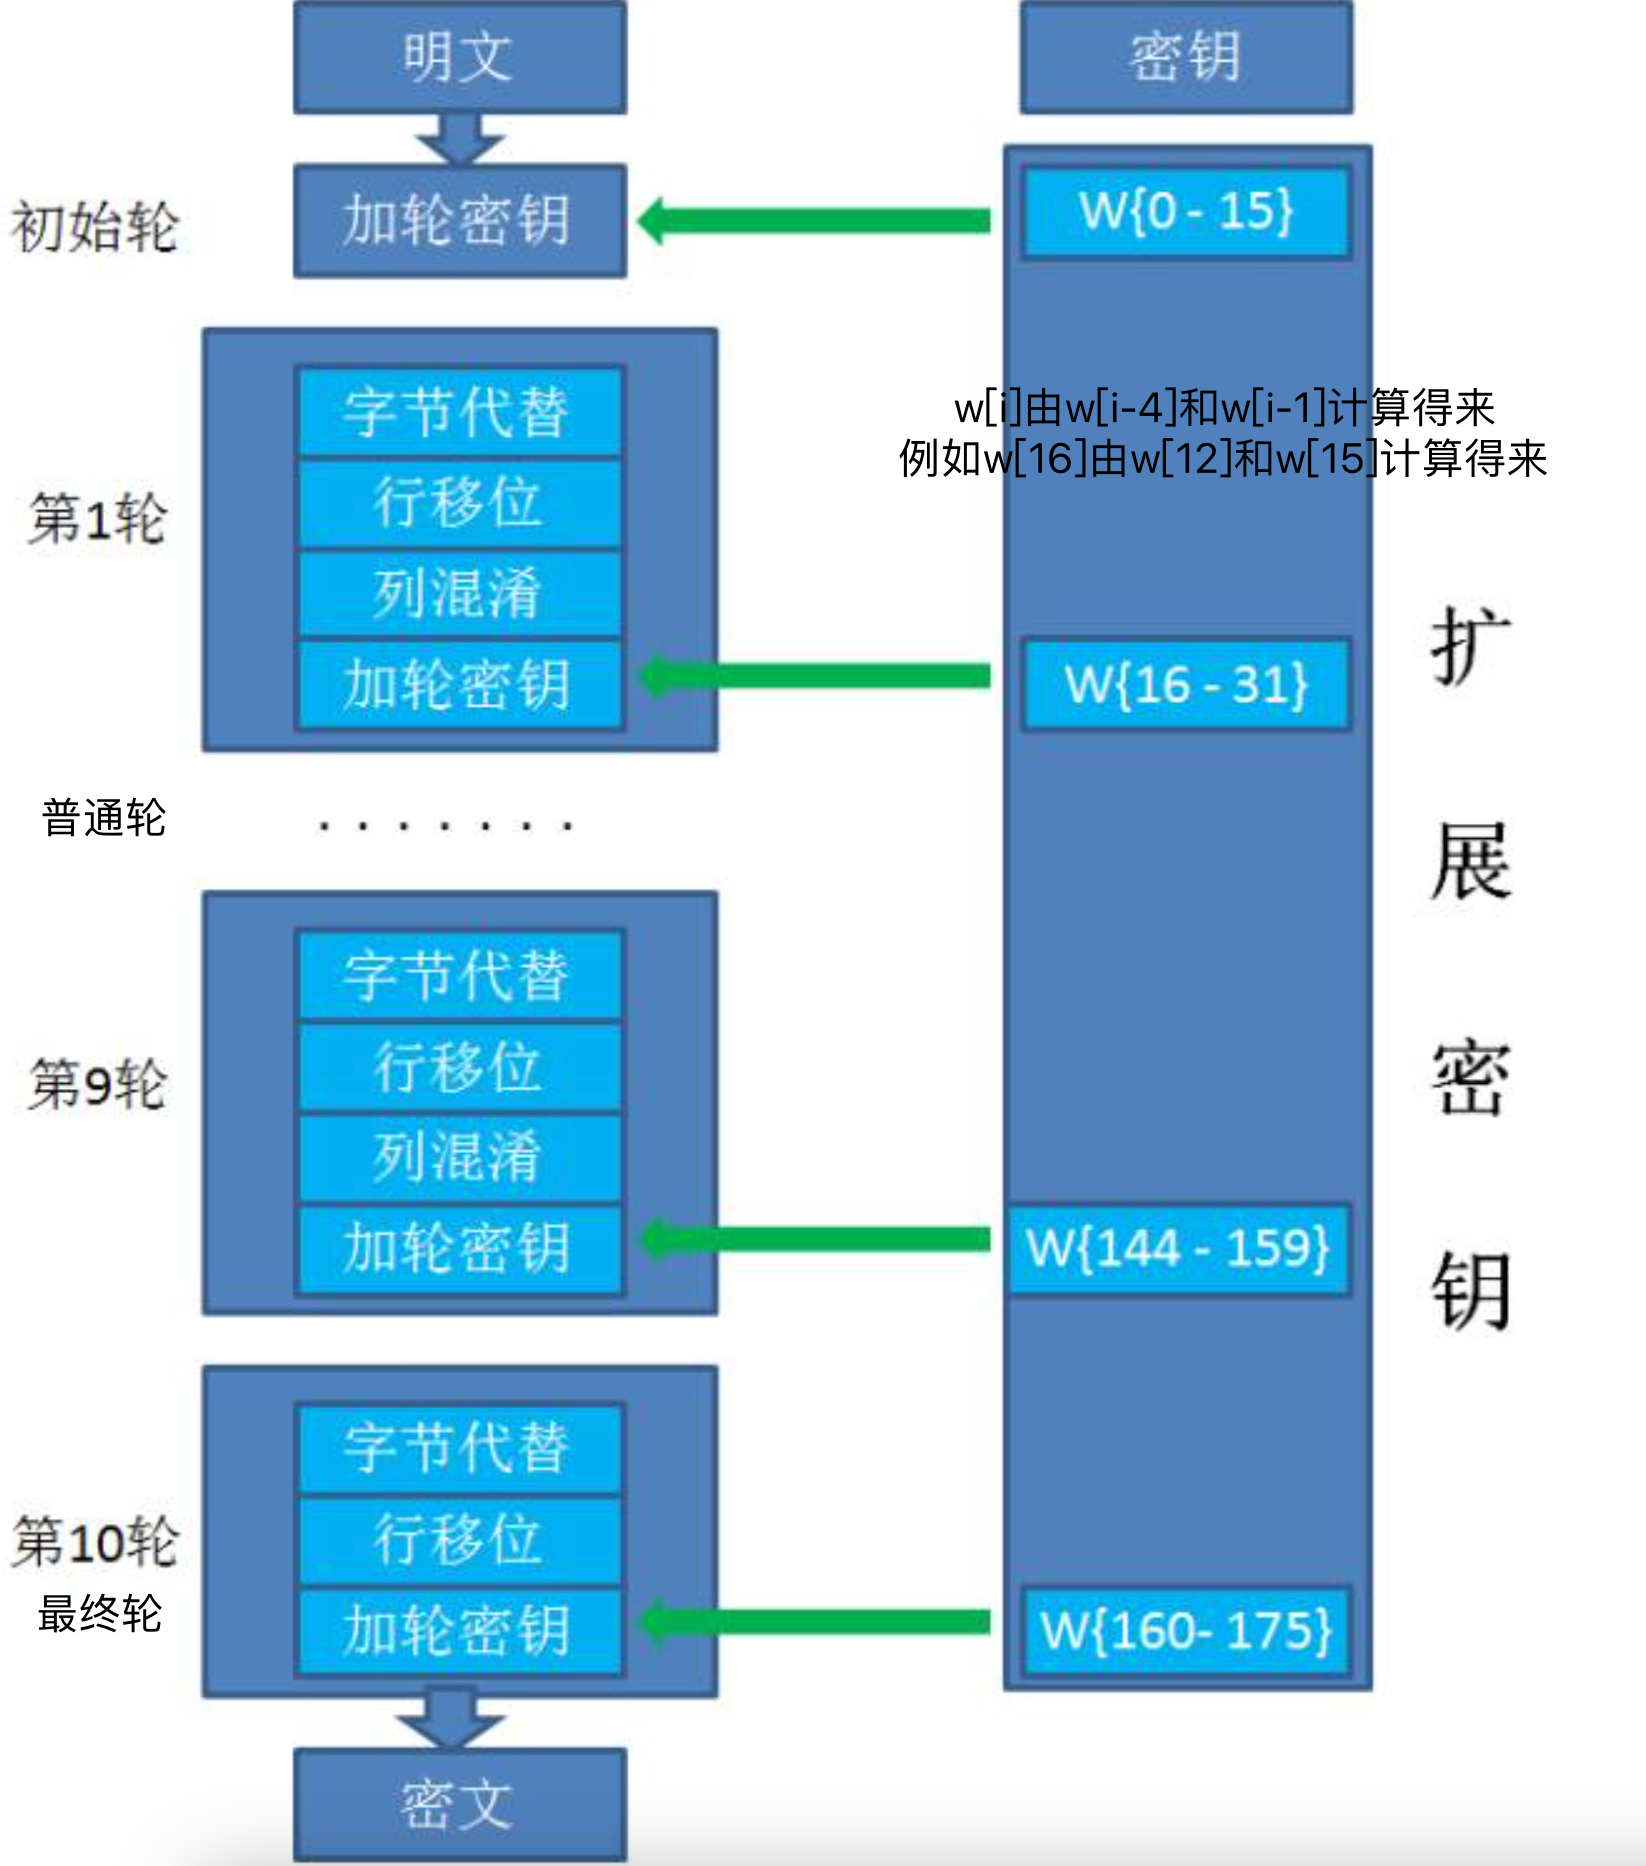 明文
密钥
初始轮
加轮密钥
W{0 - 15}
w[i]由w[i-4]和w[i-1]计算得来
例如w[16]由w[12]和w[15]计算得来
第1轮
字节代替
行移位
列混淆
加轮密钥
W{16 - 31}
扩展密钥
普通轮
.......
第9轮
字节代替
行移位
列混淆
加轮密钥
W{144 - 159}
第10轮
最终轮
字节代替
行移位
加轮密钥
W{160- 175}
密文